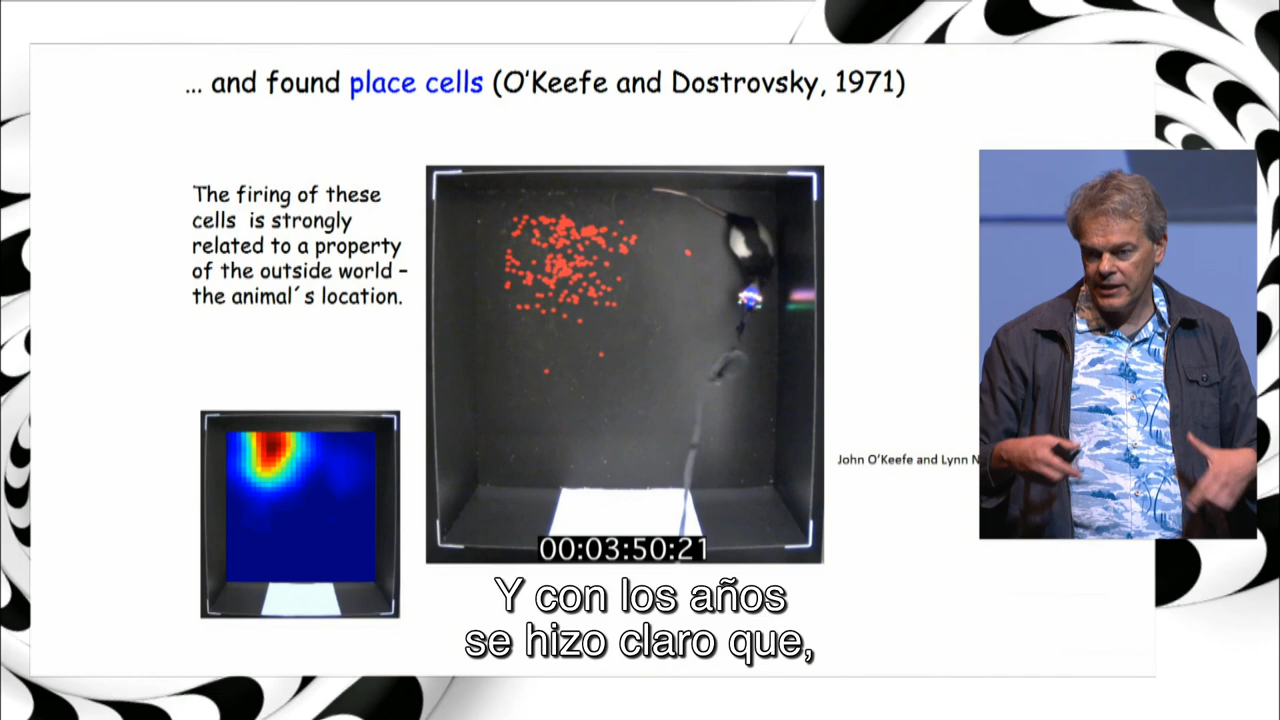 ... and found place cells (O'Keefe and Dostrovsky, 1971)
The firing of these
cells is strongly
related to a property
of the outside world –
the animal´s location.
John O'Keefe and Lynn N
00:03:50:21
Y con los años
se hizo claro que,